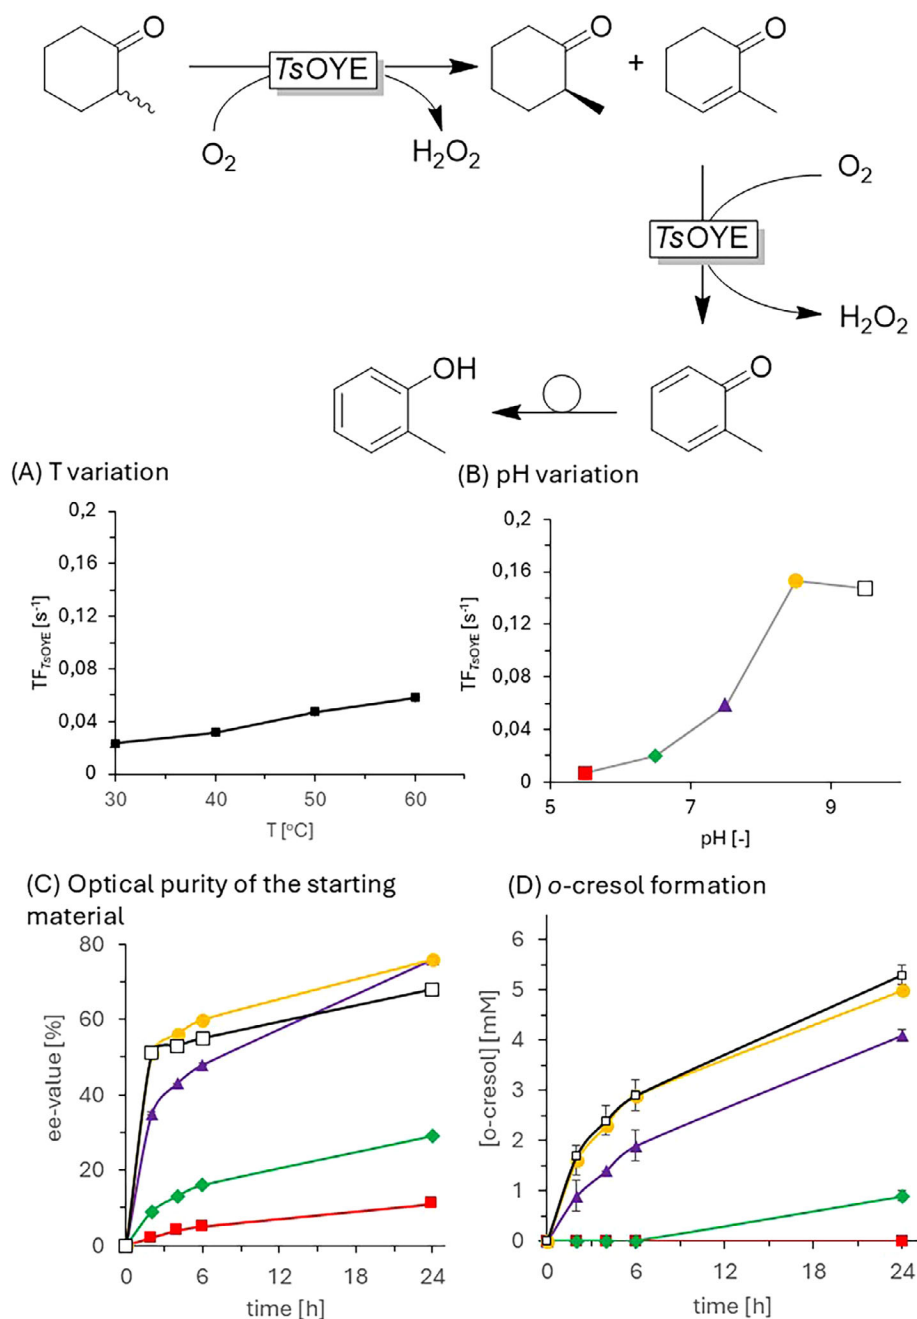 O
O
O
TsOYE
+
O₂
H₂O₂
O₂
TsOYE
H₂O₂
OH
O
(A) T variation
(B) pH variation
0,2
0,16
0,12
0,08
0,04
0
TF_TsOYE [s⁻¹]
30
40
50
60
T [°C]
0,2
0,16
0,12
0,08
0,04
0
TF_TsOYE [s⁻¹]
5
7
9
pH [-]
(C) Optical purity of the starting
material
(D) o-cresol formation
80
60
40
20
0
ee-value [%]
0
6
12
18
24
time [h]
6
5
4
3
2
1
0
[o-cresol] [mM]
0
6
12
18
24
time [h]